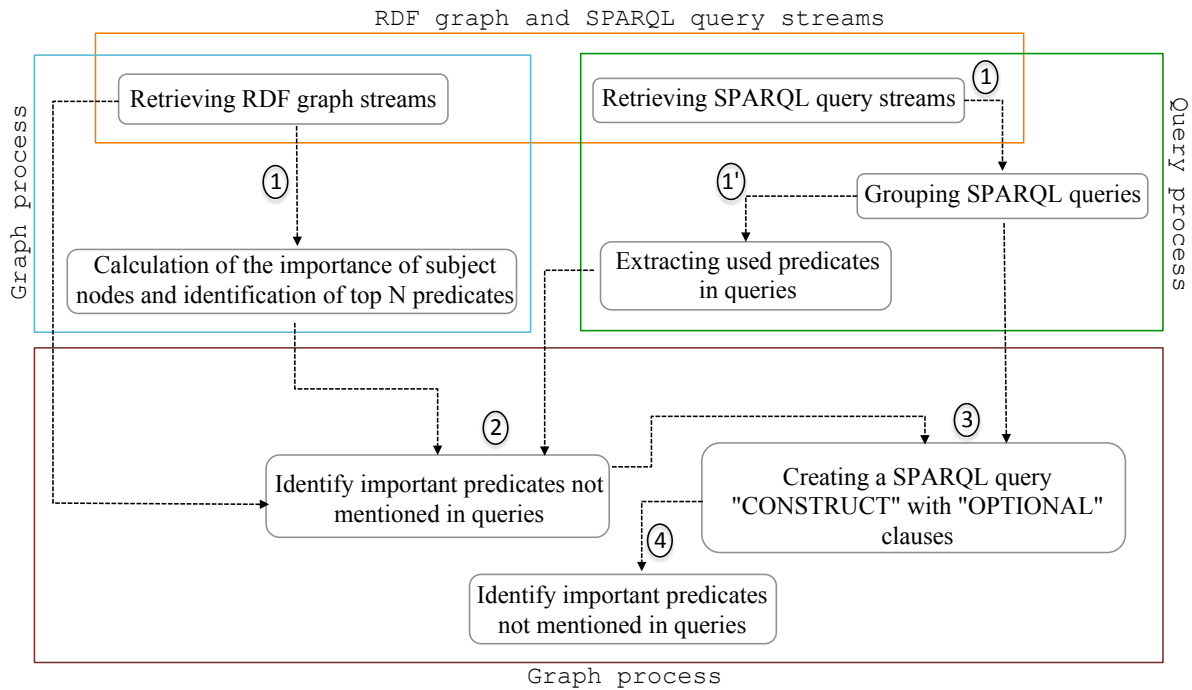 RDF graph and SPARQL query streams
Graph process
Query process
Retrieving RDF graph streams
Retrieving SPARQL query streams
1
1
1'
Grouping SPARQL queries
Calculation of the importance of subject
nodes and identification of top N predicates
Extracting used predicates
in queries
2
3
Identify important predicates not
mentioned in queries
Creating a SPARQL query
"CONSTRUCT" with "OPTIONAL"
clauses
4
Identify important predicates
not mentioned in queries
Graph process